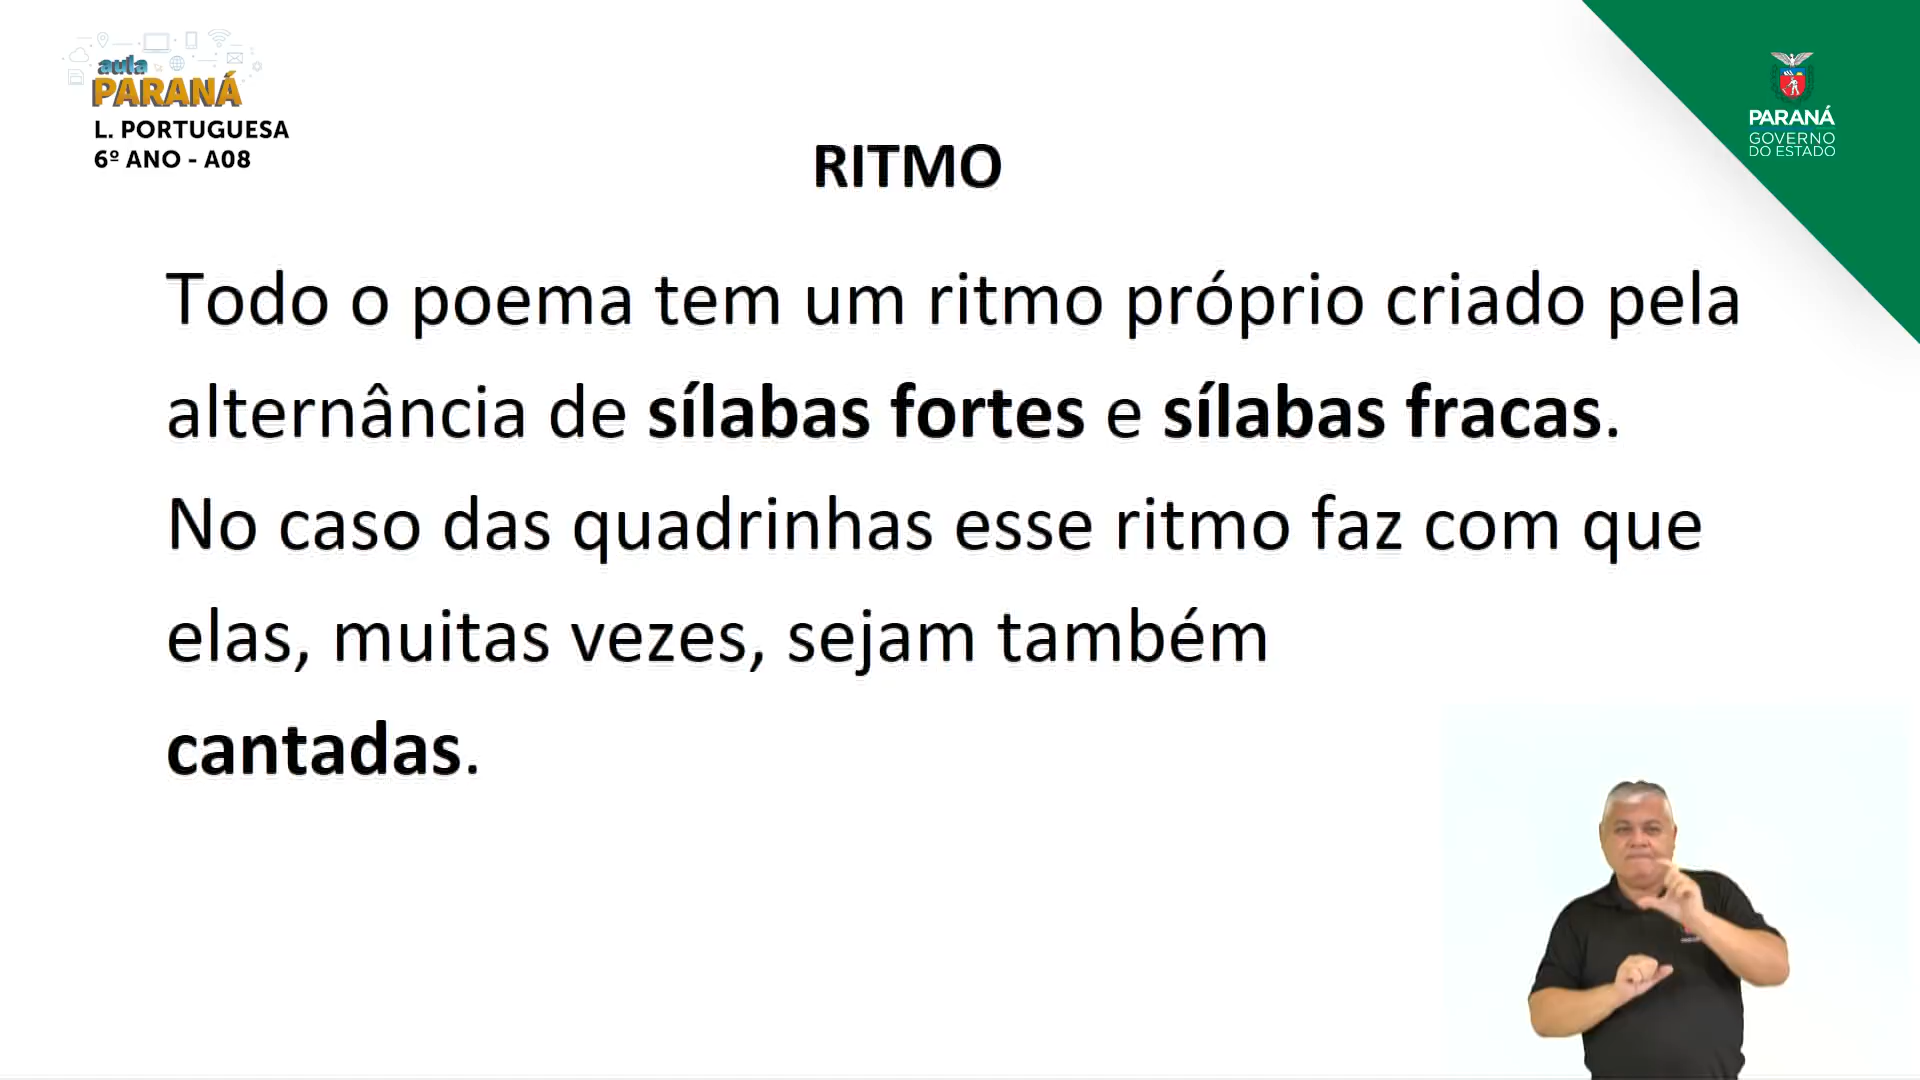 aula
PARANÁ
L. PORTUGUESA
6º ANO - A08
PARANÁ
GOVERNO
DO ESTADO
RITMO
Todo o poema tem um ritmo próprio criado pela
alternância de sílabas fortes e sílabas fracas.
No caso das quadrinhas esse ritmo faz com que
elas, muitas vezes, sejam também
cantadas.